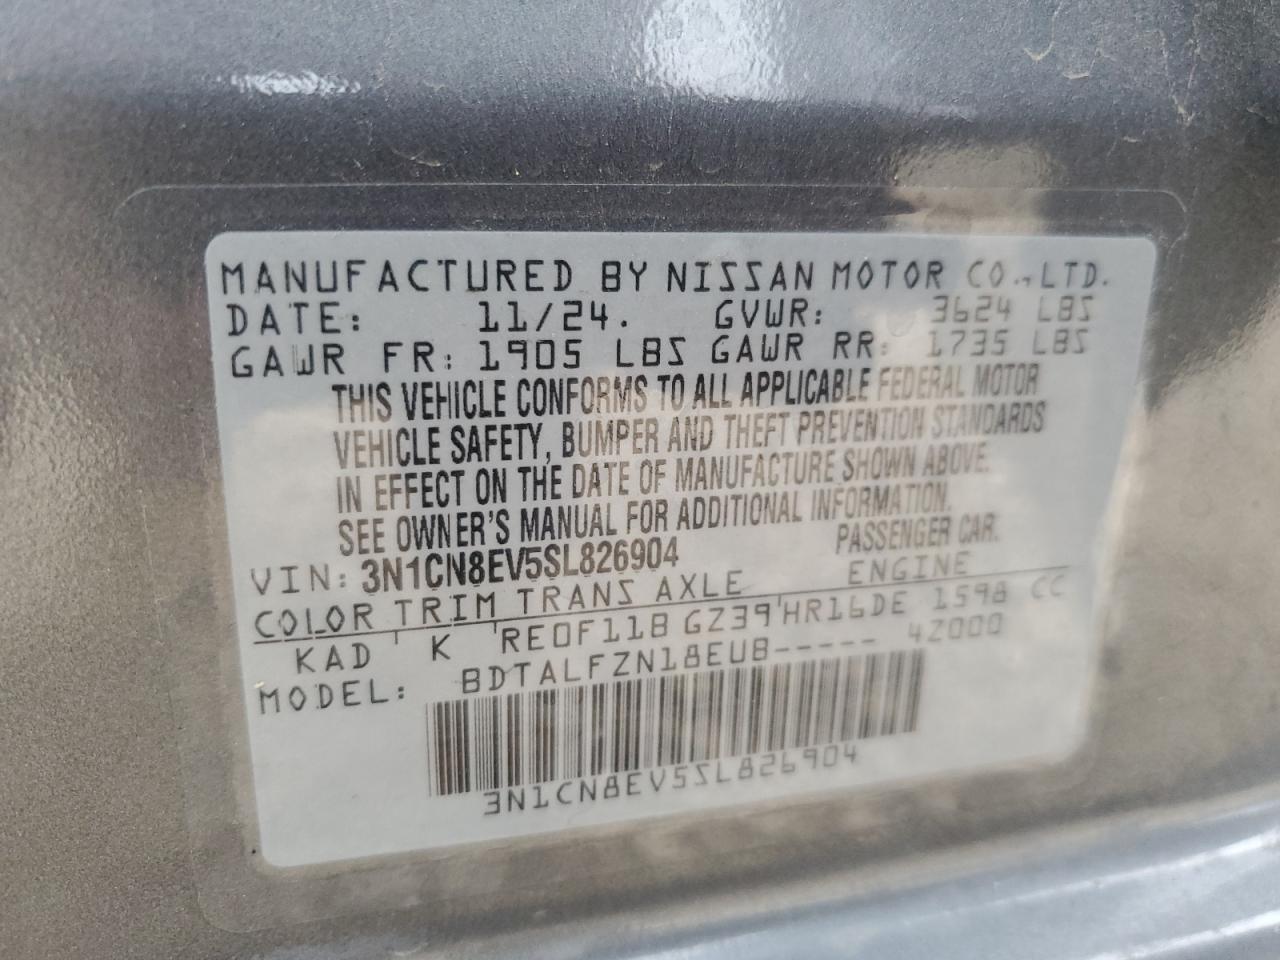 MANUFACTURED BY NISSAN MOTOR CO.,LTD.
DATE: 11/24. GVWR: 3624 LBS
GAWR FR: 1905 LBS GAWR RR: 1735 LBS
THIS VEHICLE CONFORMS TO ALL APPLICABLE FEDERAL MOTOR
VEHICLE SAFETY, BUMPER AND THEFT PREVENTION STANDARDS
IN EFFECT ON THE DATE OF MANUFACTURE SHOWN ABOVE.
SEE OWNER'S MANUAL FOR ADDITIONAL INFORMATION.
VIN: 3N1CN8EV5SL826904 PASSENGER CAR.
COLOR TRIM TRANS AXLE ENGINE
KAD K RE0F11B GZ39 HR16DE 1598 CC
MODEL: BDTALFZN18EUB----- 4Z000
3N1CN8EV5SL826904